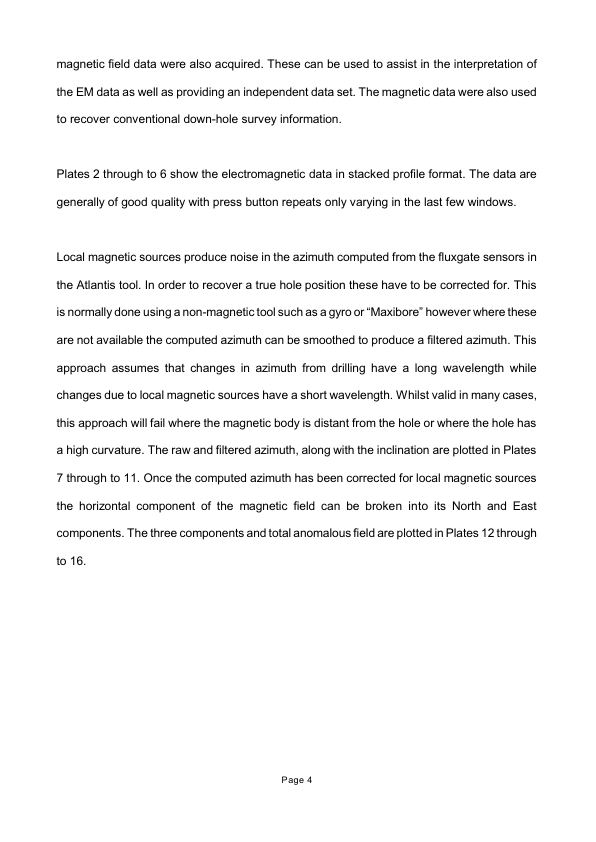 magnetic field data were also acquired. These can be used to assist in the interpretation of
the EM data as well as providing an independent data set. The magnetic data were also used
to recover conventional down-hole survey information.
Plates 2 through to 6 show the electromagnetic data in stacked profile format. The data are
generally of good quality with press button repeats only varying in the last few windows.
Local magnetic sources produce noise in the azimuth computed from the fluxgate sensors in
the Atlantis tool. In order to recover a true hole position these have to be corrected for. This
is normally done using a non-magnetic tool such as a gyro or “Maxibore” however where these
are not available the computed azimuth can be smoothed to produce a filtered azimuth. This
approach assumes that changes in azimuth from drilling have a long wavelength while
changes due to local magnetic sources have a short wavelength. Whilst valid in many cases,
this approach will fail where the magnetic body is distant from the hole or where the hole has
a high curvature. The raw and filtered azimuth, along with the inclination are plotted in Plates
7 through to 11. Once the computed azimuth has been corrected for local magnetic sources
the horizontal component of the magnetic field can be broken into its North and East
components. The three components and total anomalous field are plotted in Plates 12 through
to 16.
Page 4